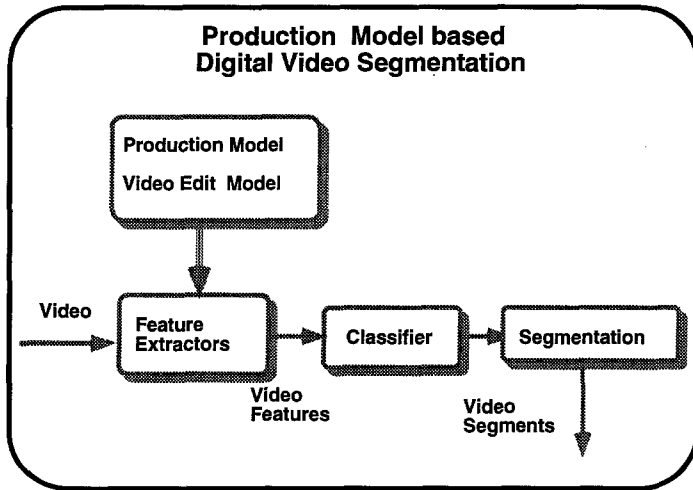 Production Model based
Digital Video Segmentation
Production Model
Video Edit Model
Video
Feature
Extractors
Classifier
Segmentation
Video
Features
Video
Segments